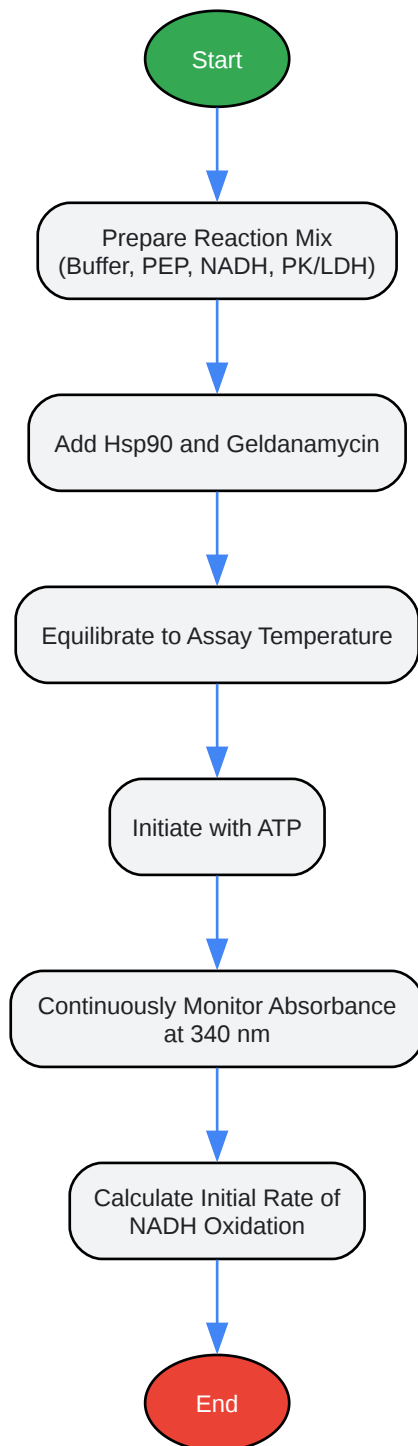 Start
Prepare Reaction Mix
(Buffer, PEP, NADH, PK/LDH)
Add Hsp90 and Geldanamycin
Equilibrate to Assay Temperature
Initiate with ATP
Continuously Monitor Absorbance
at 340 nm
Calculate Initial Rate of
NADH Oxidation
End